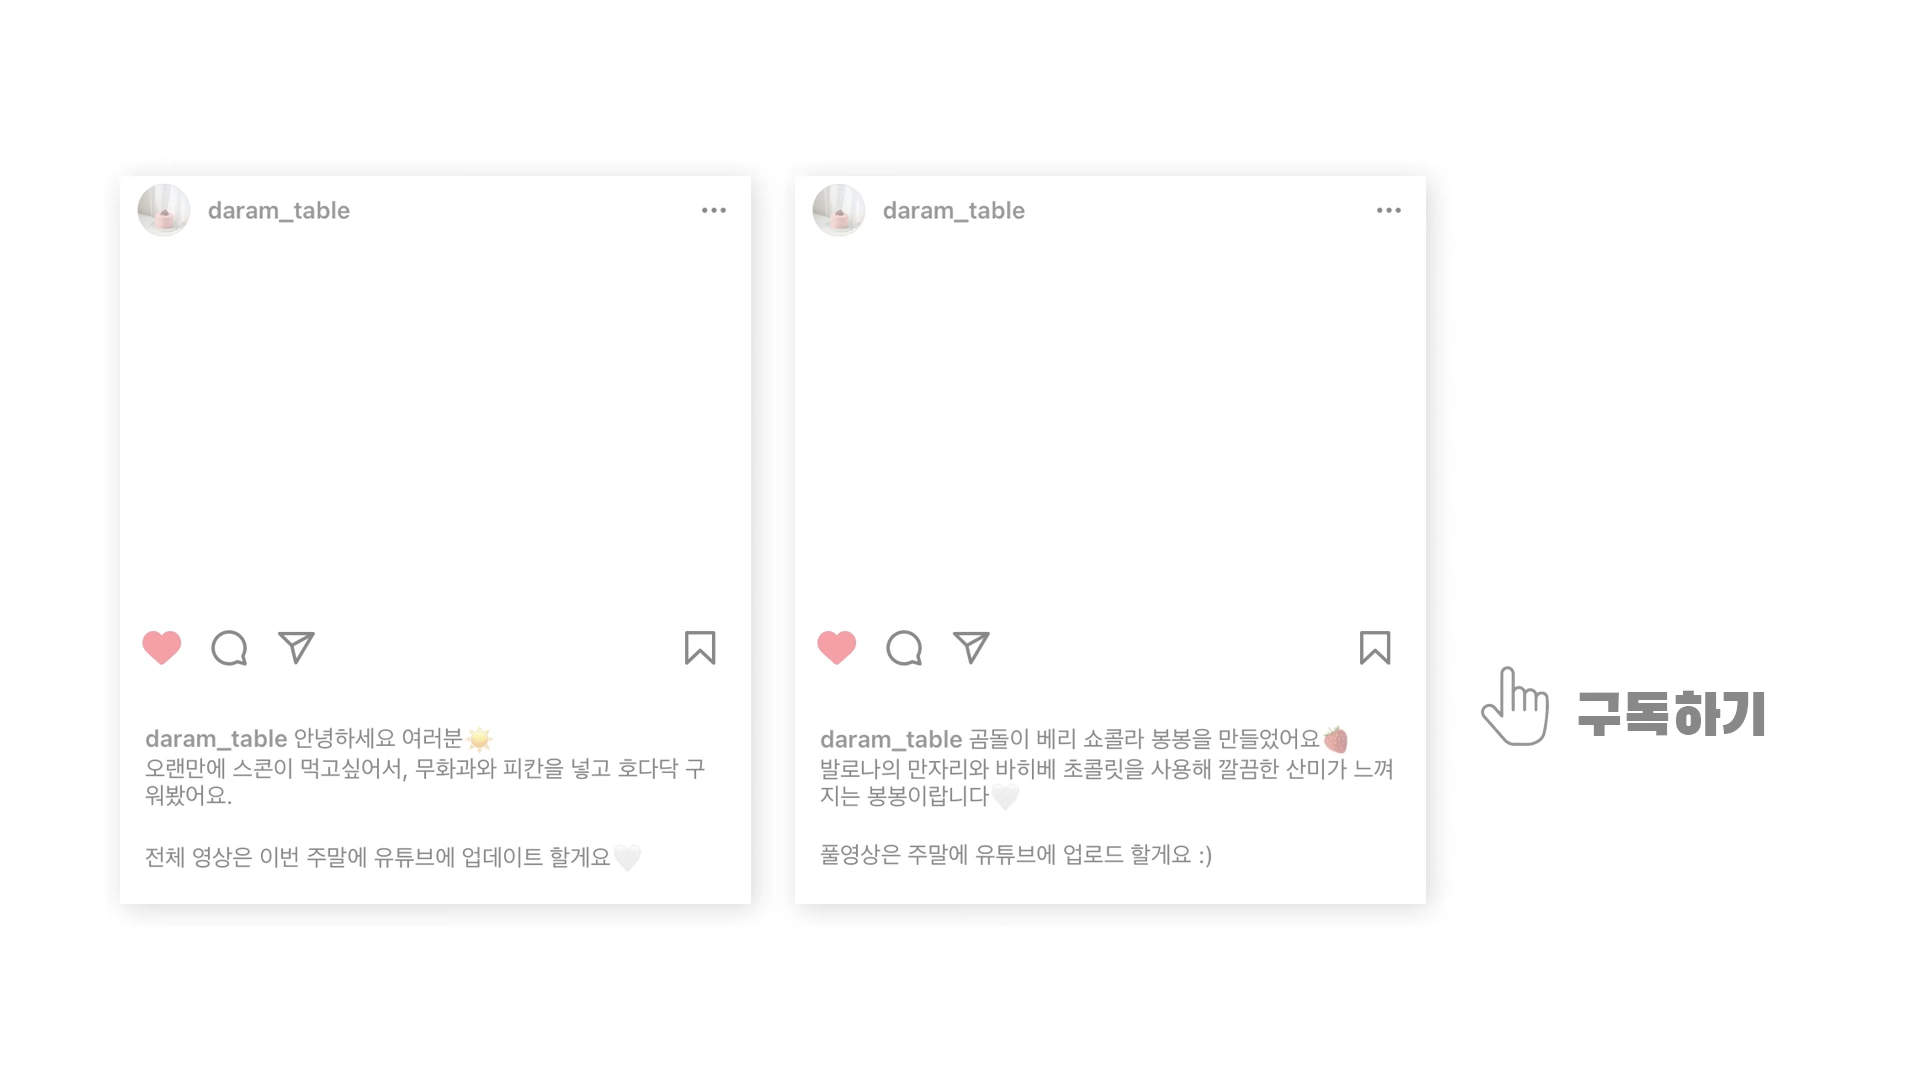 daram_table
daram_table 안녕하세요 여러분☀️
오랜만에 스콘이 먹고싶어서, 무화과와 피칸을 넣고 호다닥 구
워봤어요.
전체 영상은 이번 주말에 유튜브에 업데이트 할게요🤍
daram_table
daram_table 곰돌이 베리 쇼콜라 봉봉을 만들었어요🍓
발로나의 만자리와 바히베 초콜릿을 사용해 깔끔한 산미가 느껴
지는 봉봉이랍니다🤍
풀영상은 주말에 유튜브에 업로드 할게요 :)
구독하기